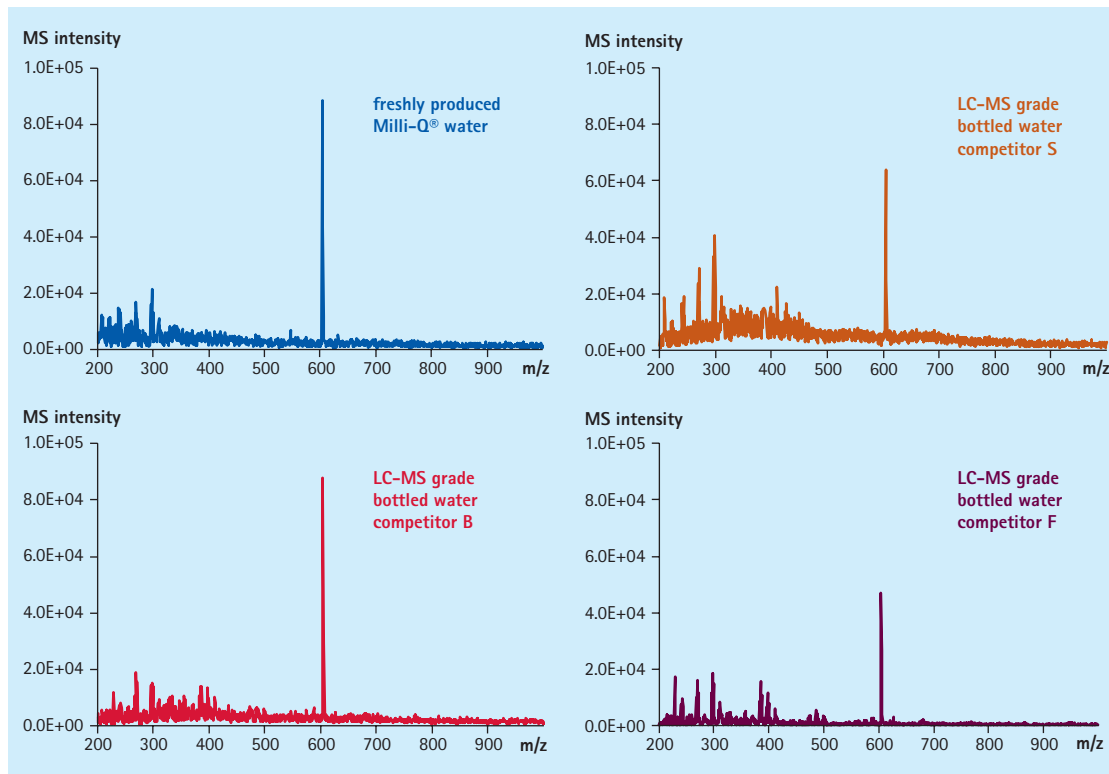 MS intensity
1.0E+05
8.0E+04
6.0E+04
4.0E+04
2.0E+04
0.0E+00
200 300 400 500 600 700 800 900 m/z
freshly produced
Milli-Q® water
MS intensity
1.0E+05
8.0E+04
6.0E+04
4.0E+04
2.0E+04
0.0E+00
200 300 400 500 600 700 800 900 m/z
LC-MS grade
bottled water
competitor S
MS intensity
1.0E+05
8.0E+04
6.0E+04
4.0E+04
2.0E+04
0.0E+00
200 300 400 500 600 700 800 900 m/z
LC-MS grade
bottled water
competitor B
MS intensity
1.0E+05
8.0E+04
6.0E+04
4.0E+04
2.0E+04
0.0E+00
200 300 400 500 600 700 800 900 m/z
LC-MS grade
bottled water
competitor F